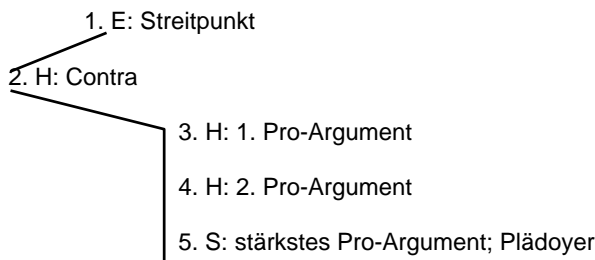 1. E: Streitpunkt
2. H: Contra
3. H: 1. Pro-Argument
4. H: 2. Pro-Argument
5. S: stärkstes Pro-Argument; Plädoyer